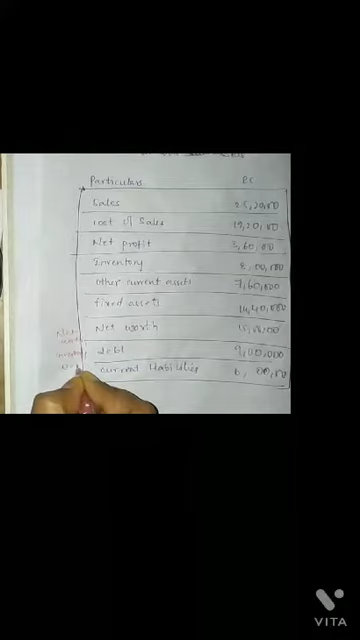 Particulars RS
Sales 25,20,000
Cost of Sales 19,20,000
Net profit 3,60,000
Inventory 8,00,000
Other current assets 7,60,000
fixed assets 14,40,000
Net worth 15,00,000
debt 9,00,000
current liabilities 6,00,000
Net
VITA